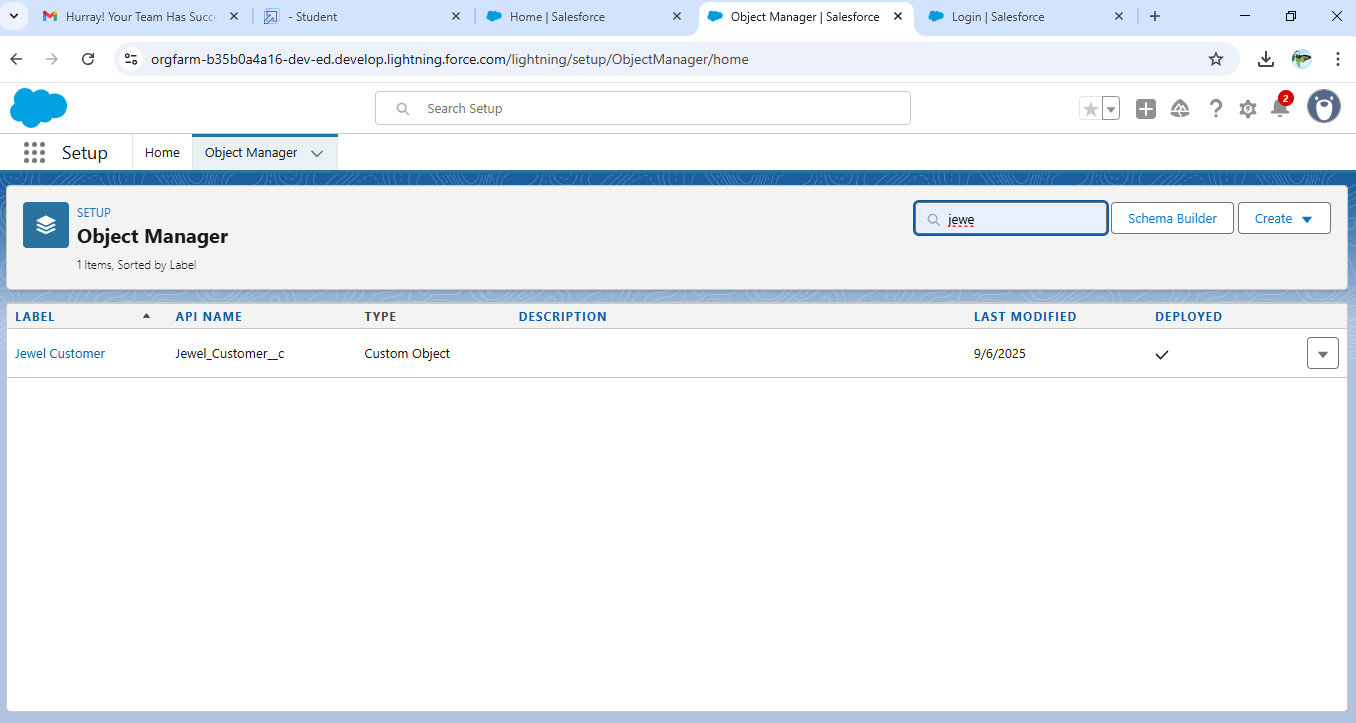 Hurray! Your Team Has Succe
- Student
Home | Salesforce
Object Manager | Salesforce
Login | Salesforce
orgfarm-b35b0a4a16-dev-ed.develop.lightning.force.com/lightning/setup/ObjectManager/home
Search Setup
2
Setup
Home
Object Manager
SETUP
Object Manager
1 Items, Sorted by Label
jewe
Schema Builder
Create
LABEL API NAME TYPE DESCRIPTION LAST MODIFIED DEPLOYED
Jewel Customer Jewel_Customer__c Custom Object 9/6/2025